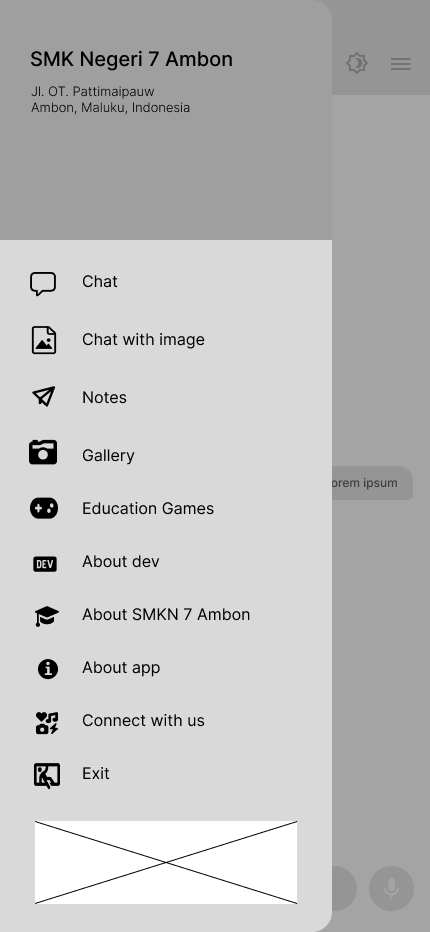 SMK Negeri 7 Ambon
Jl. OT. Pattimaipauw
Ambon, Maluku, Indonesia
Chat
Chat with image
Notes
Gallery
orem ipsum
Education Games
DEV
About dev
About SMKN 7 Ambon
About app
Connect with us
Exit